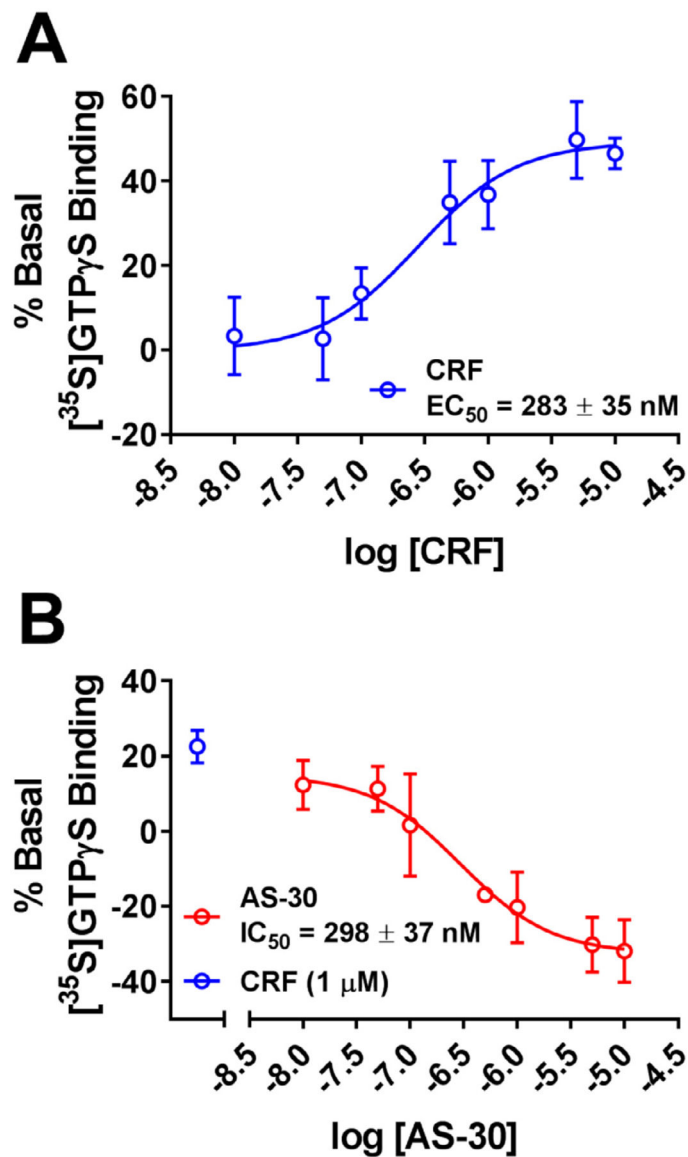 A
% Basal
[³⁵S]GTPγS Binding
60
40
20
0
-20
CRF
EC₅₀ = 283 ± 35 nM
-8.5
-8.0
-7.5
-7.0
-6.5
-6.0
-5.5
-5.0
-4.5
log [CRF]
B
% Basal
[³⁵S]GTPγS Binding
40
20
0
-20
-40
AS-30
IC₅₀ = 298 ± 37 nM
CRF (1 μM)
-8.5
-8.0
-7.5
-7.0
-6.5
-6.0
-5.5
-5.0
-4.5
log [AS-30]